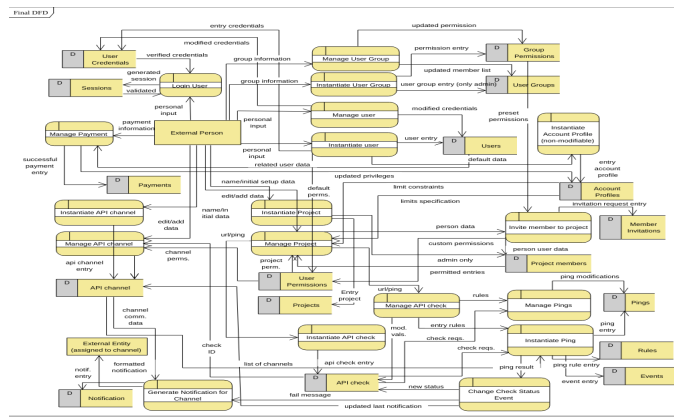 Final DFD
entry credentials
updated permission
modified credentials
D
User
Credentials
verified credentials
group information
Manage User Group
permission entry
D
Group
Permissions
D
Sessions
generated
session
validated
Login User
group information
Instantiate User Group
updated member list
user group entry (only admin)
D
User Groups
personal
input
personal
input
Manage user
modified credentials
preset
permissions
Instantiate
Account Profile
(non-modifiable)
Manage Payment
payment
information
External Person
personal
input
Instantiate user
user entry
D
Users
default data
successful
payment
entry
related user data
entry
account
profile
D
Payments
name/initial setup data
default
perms.
updated privileges
limit constraints
D
Account
Profiles
edit/add data
limits specification
invitation request entry
Instantiate API channel
edit/add
data
name/in
itial data
Instantiate Project
person data
Invite member to project
D
Member
Invitations
Manage API channel
channel
perms.
url/ping
Manage Project
custom permissions
person user data
api channel
entry
project
perm.
admin only
D
Project members
D
User
Permissions
permitted entries
D
API channel
url/ping
ping modifications
D
Projects
Entry
project
Manage API check
rules
Manage Pings
D
Pings
channel
comm.
data
mod.
vals.
entry rules
ping
entry
External Entity
(assigned to channel)
check
ID
Instantiate API check
check reqs.
Instantiate Ping
formatted
notification
check reqs.
D
Rules
notif.
entry
list of channels
api check entry
ping result
ping rule entry
D
Events
event entry
D
API check
D
Notification
Generate Notification for
Channel
fail message
new status
Change Check Status
Event
updated last notification